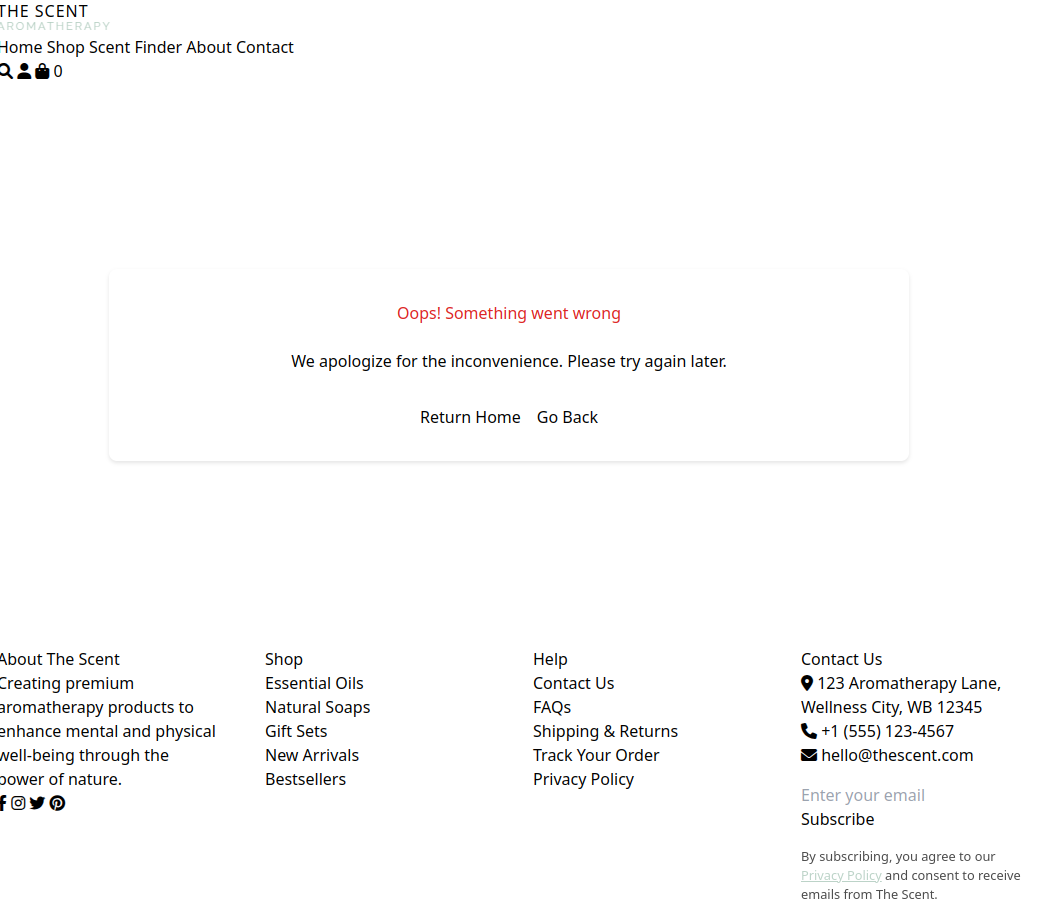 THE SCENT
AROMATHERAPY
Home Shop Scent Finder About Contact
0
Oops! Something went wrong
We apologize for the inconvenience. Please try again later.
Return Home Go Back
About The Scent
Creating premium
aromatherapy products to
enhance mental and physical
well-being through the
power of nature.
Shop
Essential Oils
Natural Soaps
Gift Sets
New Arrivals
Bestsellers
Help
Contact Us
FAQs
Shipping & Returns
Track Your Order
Privacy Policy
Contact Us
123 Aromatherapy Lane,
Wellness City, WB 12345
+1 (555) 123-4567
hello@thescent.com
Enter your email
Subscribe
By subscribing, you agree to our
Privacy Policy and consent to receive
emails from The Scent.